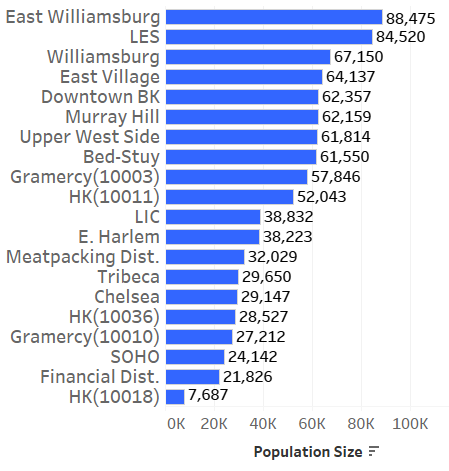 East Williamsburg 88,475
LES 84,520
Williamsburg 67,150
East Village 64,137
Downtown BK 62,357
Murray Hill 62,159
Upper West Side 61,814
Bed-Stuy 61,550
Gramercy(10003) 57,846
HK(10011) 52,043
LIC 38,832
E. Harlem 38,223
Meatpacking Dist. 32,029
Tribeca 29,650
Chelsea 29,147
HK(10036) 28,527
Gramercy(10010) 27,212
SOHO 24,142
Financial Dist. 21,826
HK(10018) 7,687
0K 20K 40K 60K 80K 100K
Population Size